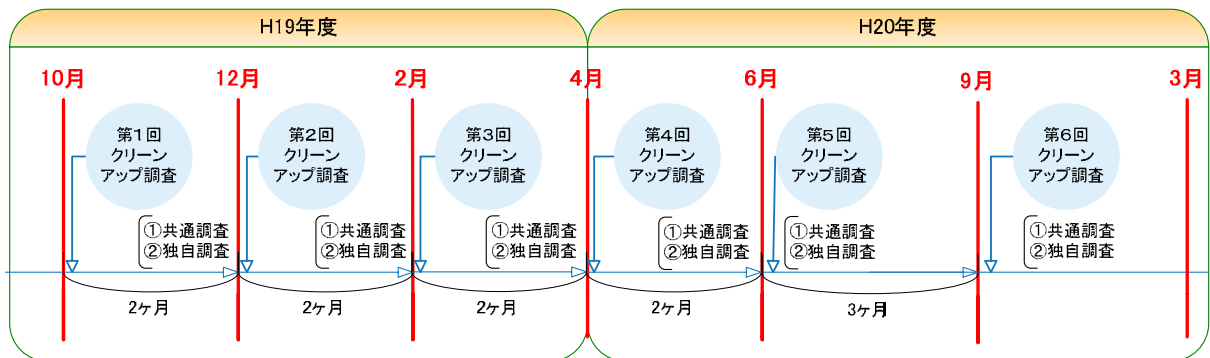 H19年度
H20年度
10月
12月
2月
4月
6月
9月
3月
第1回
クリーン
アップ調査
第2回
クリーン
アップ調査
第3回
クリーン
アップ調査
第4回
クリーン
アップ調査
第5回
クリーン
アップ調査
第6回
クリーン
アップ調査
①共通調査
②独自調査
①共通調査
②独自調査
①共通調査
②独自調査
①共通調査
②独自調査
①共通調査
②独自調査
①共通調査
②独自調査
2ヶ月
2ヶ月
2ヶ月
2ヶ月
3ヶ月